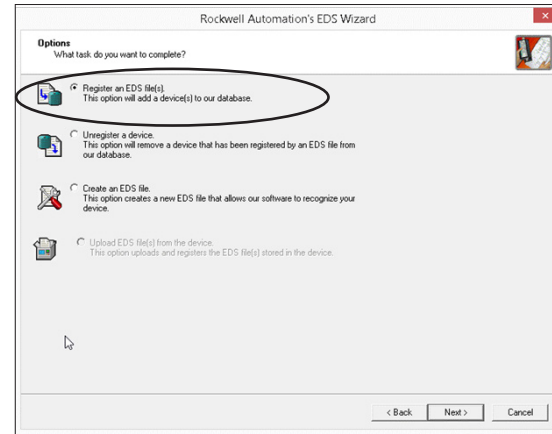 Rockwell Automation's EDS Wizard
Options
What task do you want to complete?
Register an EDS file(s).
This option will add a device(s) to our database.
Unregister a device.
This option will remove a device that has been registered by an EDS file from
our database.
Create an EDS file.
This option creates a new EDS file that allows our software to recognize your
device.
Upload EDS file(s) from the device.
This option uploads and registers the EDS file(s) stored in the device.
< Back Next > Cancel